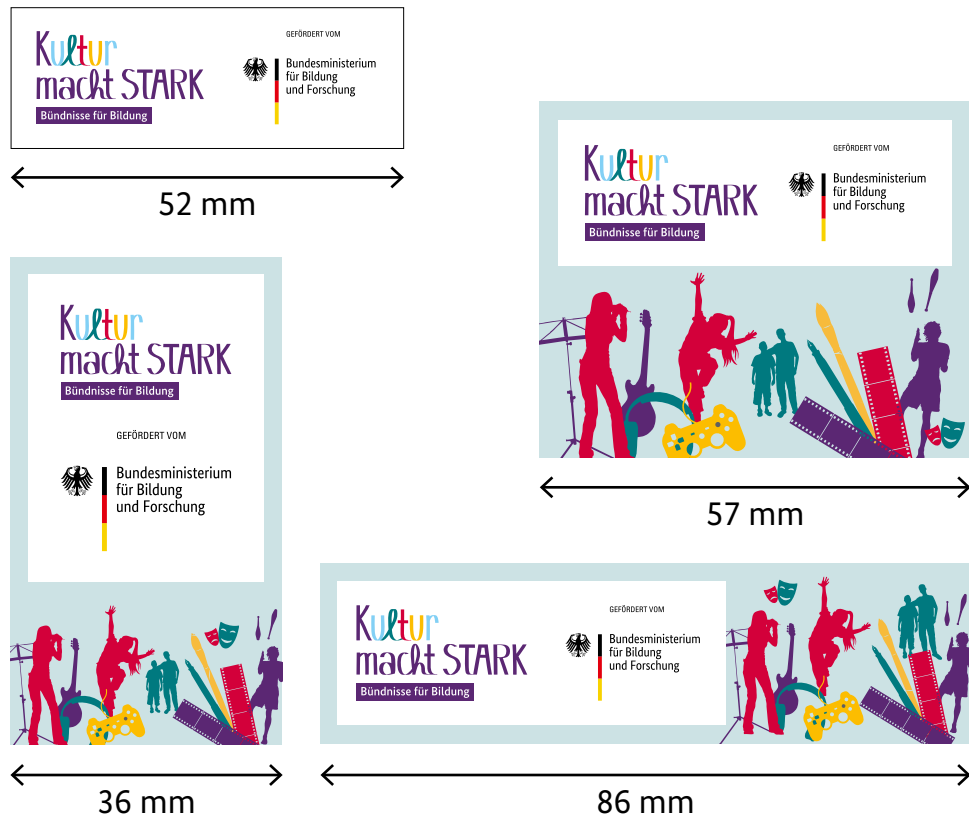 Kultur
macht STARK
Bündnisse für Bildung
GEFÖRDERT VOM
Bundesministerium
für Bildung
und Forschung
52 mm
Kultur
macht STARK
Bündnisse für Bildung
GEFÖRDERT VOM
Bundesministerium
für Bildung
und Forschung
57 mm
Kultur
macht STARK
Bündnisse für Bildung
GEFÖRDERT VOM
Bundesministerium
für Bildung
und Forschung
36 mm
Kultur
macht STARK
Bündnisse für Bildung
GEFÖRDERT VOM
Bundesministerium
für Bildung
und Forschung
86 mm